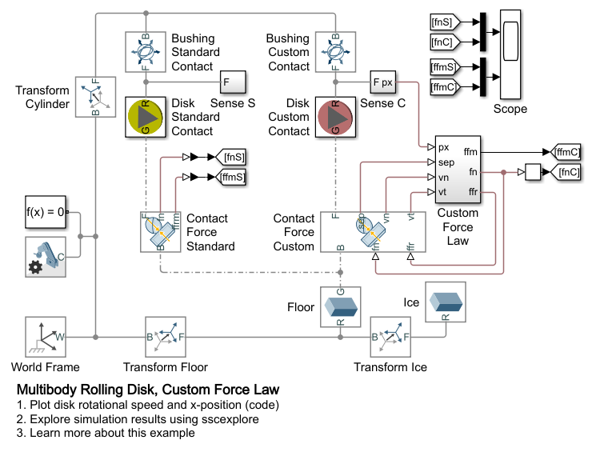 Bushing
Standard
Contact
Bushing
Custom
Contact
[fnS]
[fnC]
[ffmS]
[ffmC]
Scope
B
F
B
F
Transform
Cylinder
F
B
F
Sense S
F px
Sense C
Disk
Standard
Contact
R
G
Disk
Custom
Contact
R
G
[fnS]
[ffmS]
px
sep
vn
vt
ffm
fn
ffr
[ffmC]
[fnC]
Custom
Force
Law
f(x) = 0
C
F
fn
ffrm
B
Contact
Force
Standard
Contact
Force
Custom
F
sep
vn
vt
B
fn
ffr
Floor
G
R
Ice
R
W
World Frame
B
F
Transform Floor
B
F
Transform Ice
Multibody Rolling Disk, Custom Force Law
1. Plot disk rotational speed and x-position (code)
2. Explore simulation results using sscexplore
3. Learn more about this example